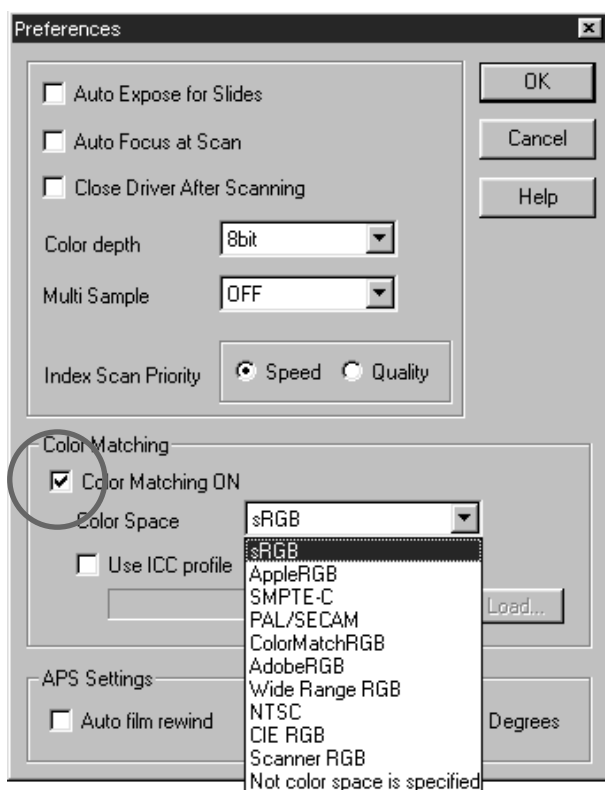 Preferences
Auto Expose for Slides
OK
Auto Focus at Scan
Cancel
Close Driver After Scanning
Help
Color depth 8bit
Multi Sample OFF
Index Scan Priority Speed Quality
Color Matching
Color Matching ON
Color Space sRGB
Use ICC profile
Load...
sRGB
AppleRGB
SMPTE-C
PAL/SECAM
ColorMatchRGB
AdobeRGB
Wide Range RGB
NTSC
CIE RGB
Scanner RGB
Not color space is specified
APS Settings
Auto film rewind
Degrees